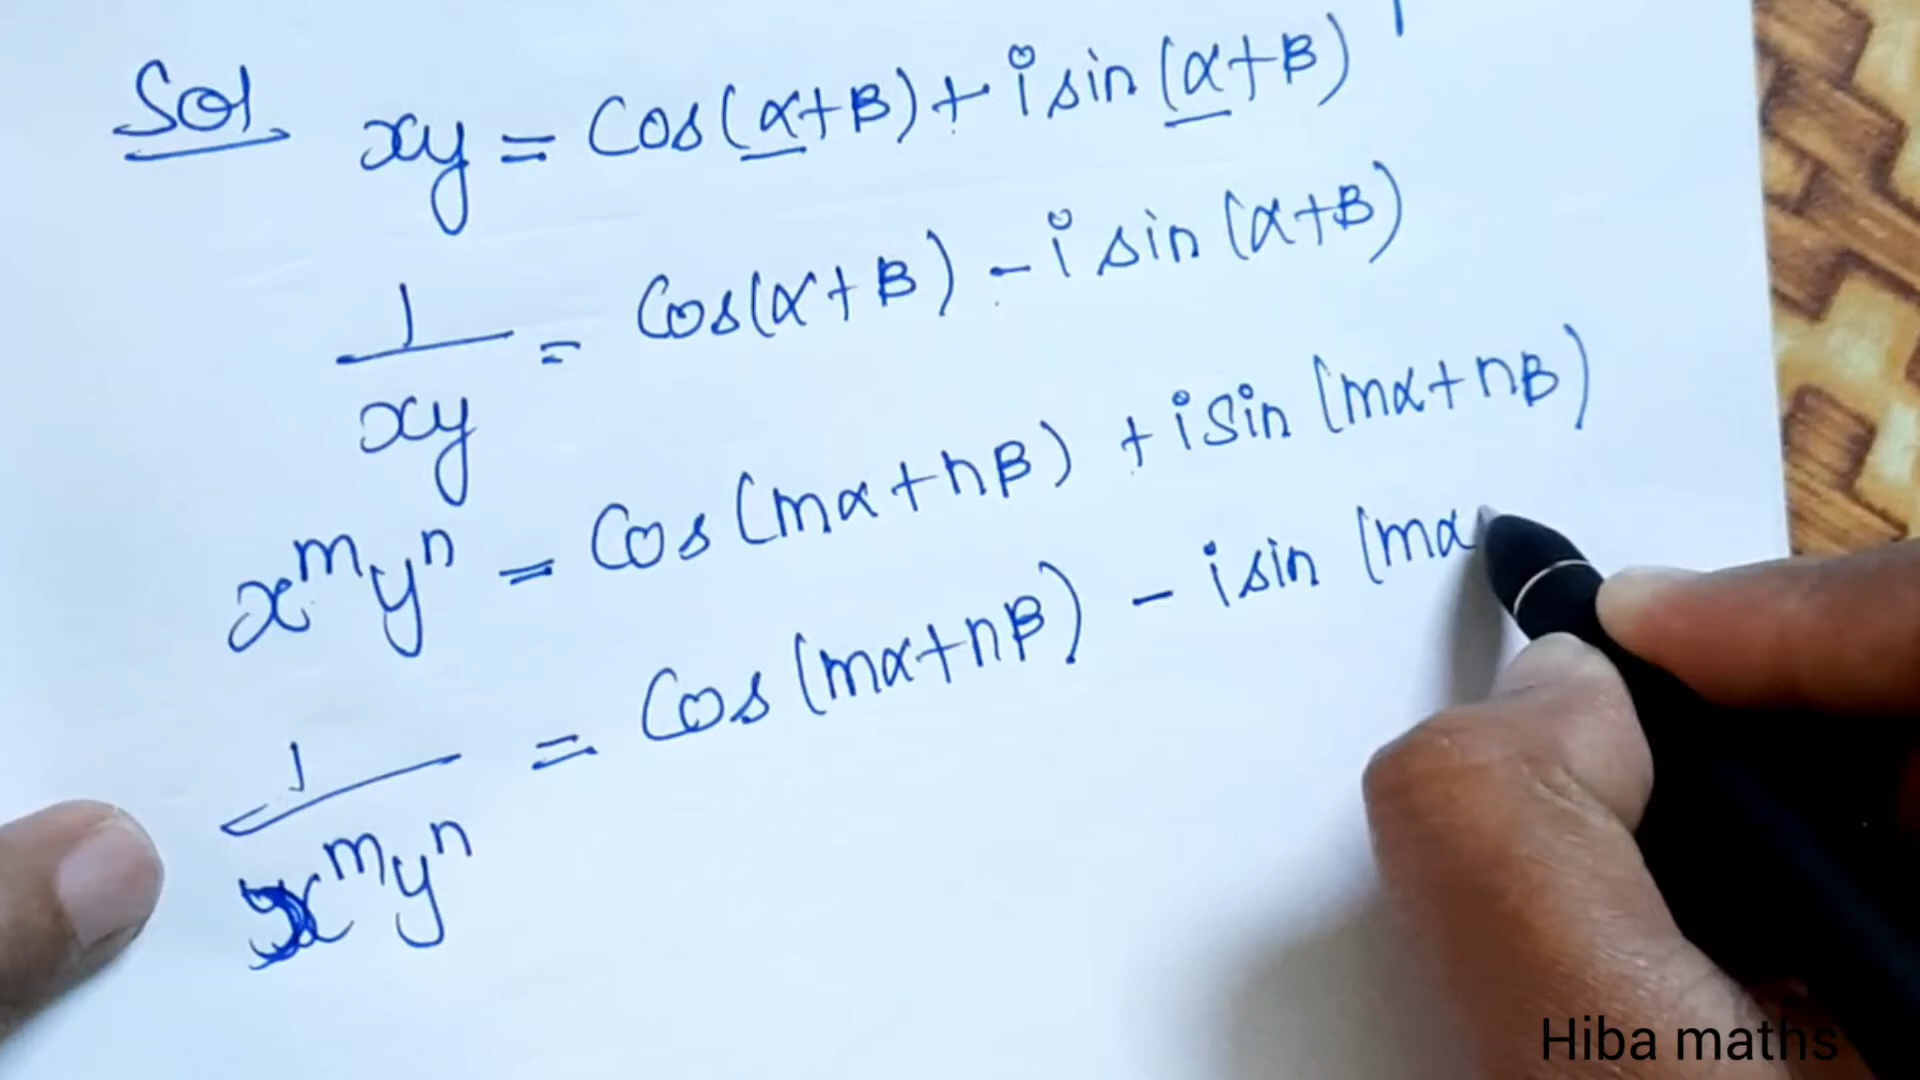 Sol xy = Cos(α+β) + i sin (α+β)
1/xy = Cos(α+β) - i sin (α+β)
x^m y^n = Cos (mα+nβ) + i Sin (mα+nβ)
1/x^m y^n = Cos (mα+nβ) - i sin (mα
Hiba maths